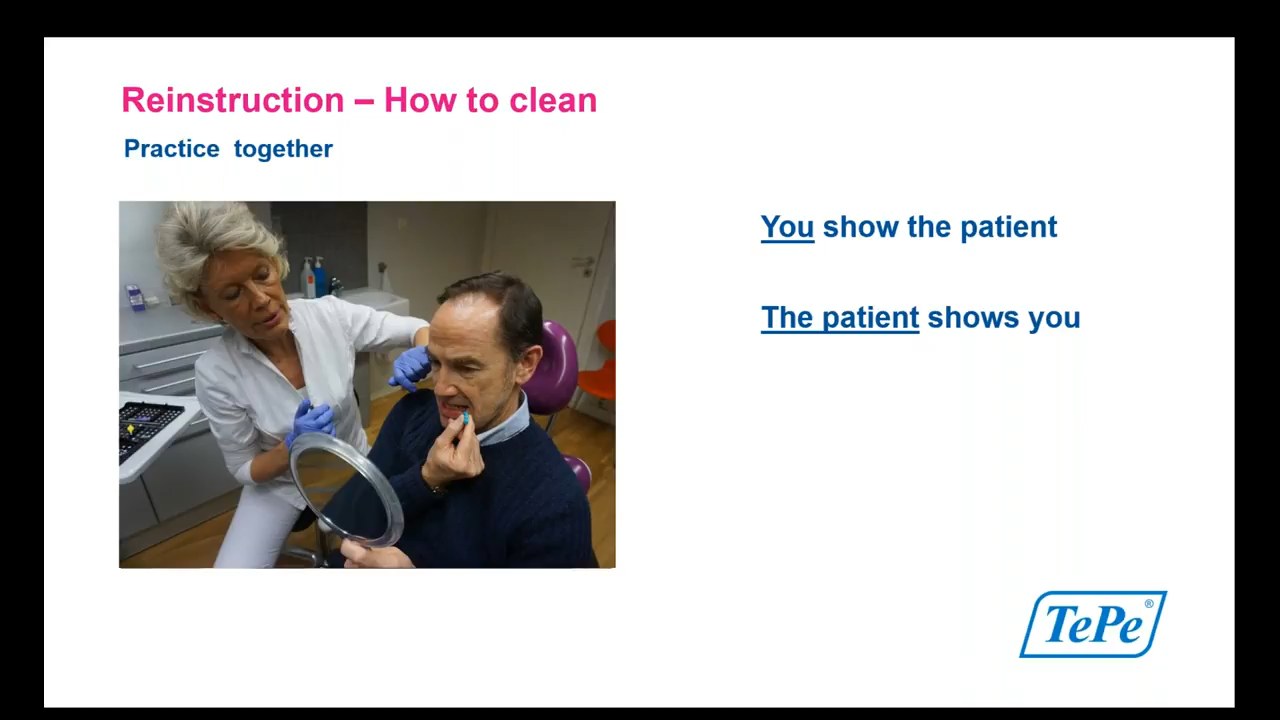 Reinstruction – How to clean
Practice together
You show the patient
The patient shows you
TePe®